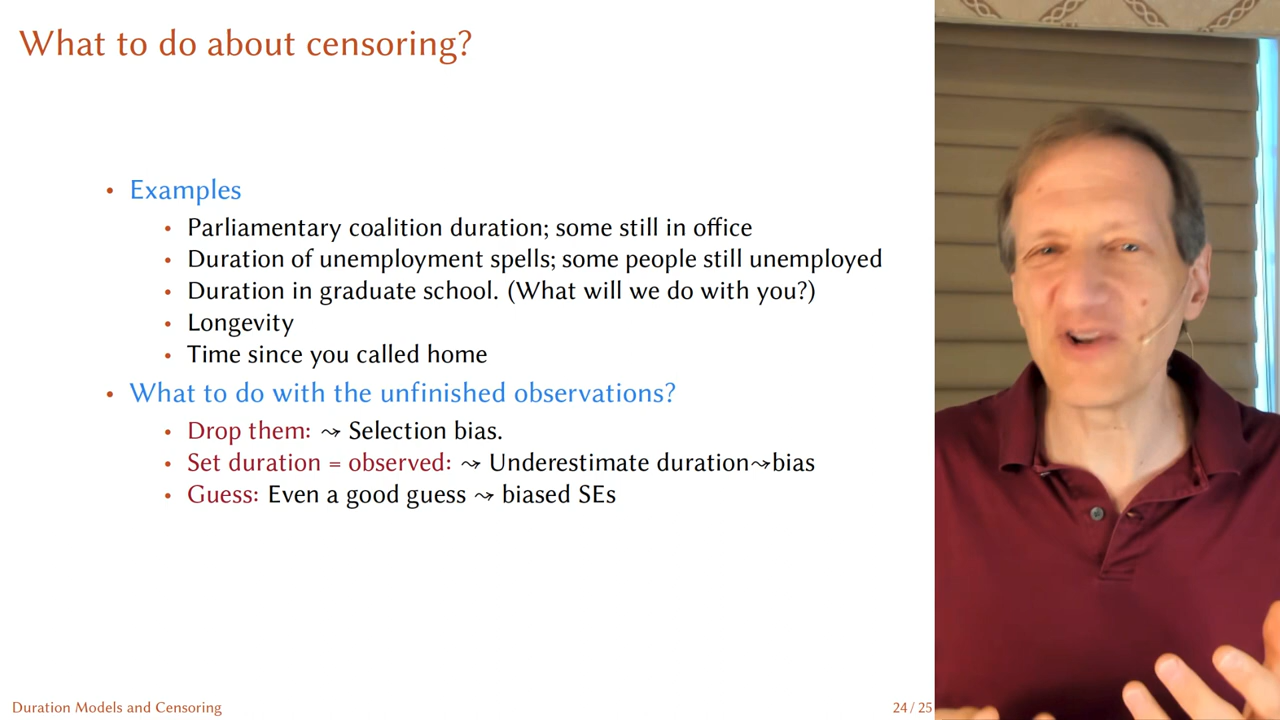 What to do about censoring?
• Examples
• Parliamentary coalition duration; some still in office
• Duration of unemployment spells; some people still unemployed
• Duration in graduate school. (What will we do with you?)
• Longevity
• Time since you called home
• What to do with the unfinished observations?
• Drop them: ⤳ Selection bias.
• Set duration = observed: ⤳ Underestimate duration⤳bias
• Guess: Even a good guess ⤳ biased SEs
Duration Models and Censoring
24 / 25